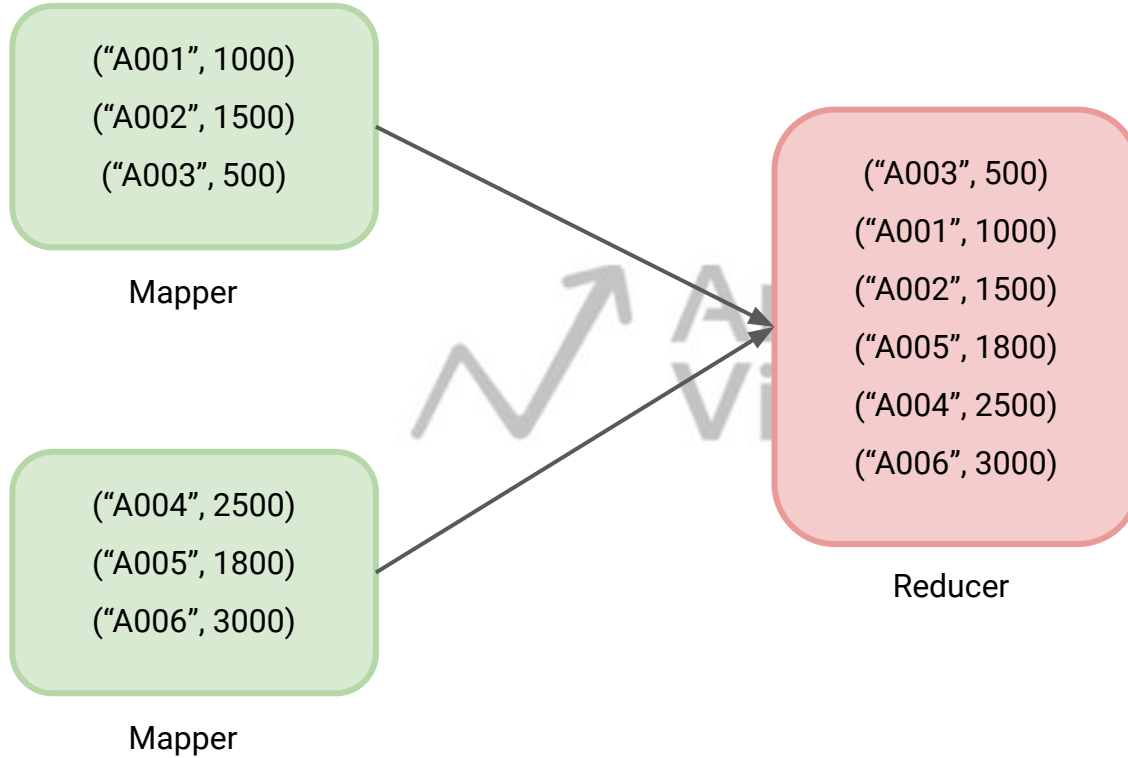 (“A001”, 1000)
(“A002”, 1500)
(“A003”, 500)
Mapper
(“A004”, 2500)
(“A005”, 1800)
(“A006”, 3000)
Mapper
(“A003”, 500)
(“A001”, 1000)
(“A002”, 1500)
(“A005”, 1800)
(“A004”, 2500)
(“A006”, 3000)
Reducer